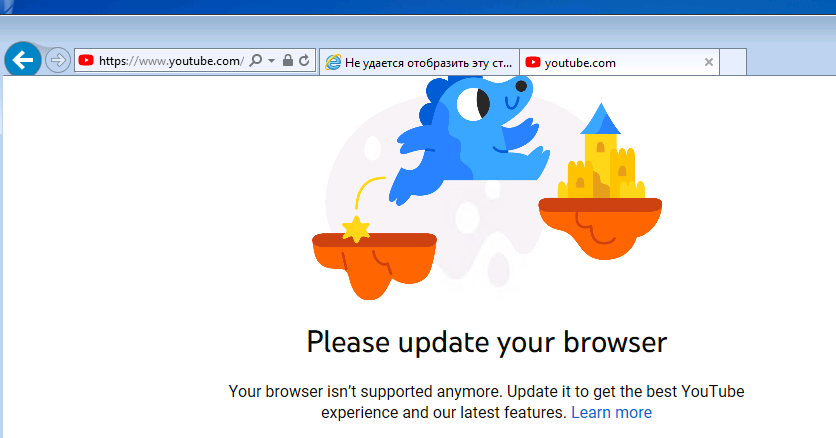 https://www.youtube.com/
Не удается отобразить эту ст...
youtube.com
Please update your browser
Your browser isn't supported anymore. Update it to get the best YouTube
experience and our latest features. Learn more